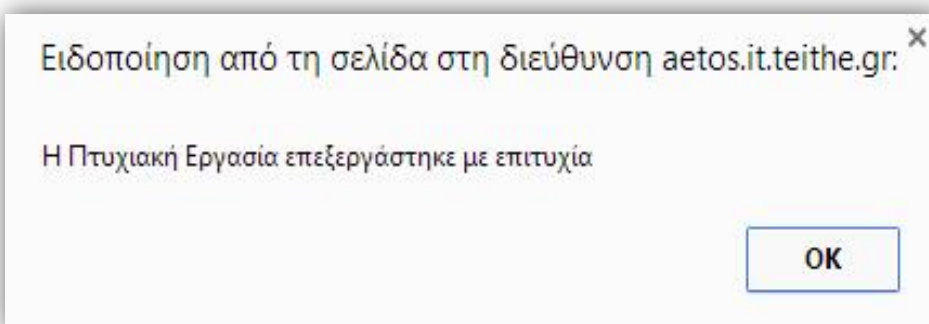 Ειδοποίηση από τη σελίδα στη διεύθυνση aetos.it.teithe.gr:
Η Πτυχιακή Εργασία επεξεργάστηκε με επιτυχία
OK